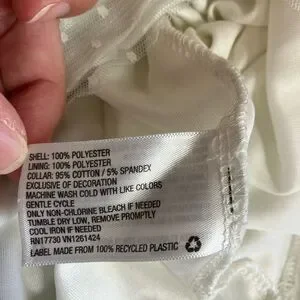 SHELL: 100% POLYESTER
LINING: 100% POLYESTER
COLLAR: 95% COTTON / 5% SPANDEX
EXCLUSIVE OF DECORATION
MACHINE WASH COLD WITH LIKE COLORS
GENTLE CYCLE
ONLY NON-CHLORINE BLEACH IF NEEDED
TUMBLE DRY LOW, REMOVE PROMPTLY
COOL IRON IF NEEDED
RN17730 VN1261424
LABEL MADE FROM 100% RECYCLED PLASTIC